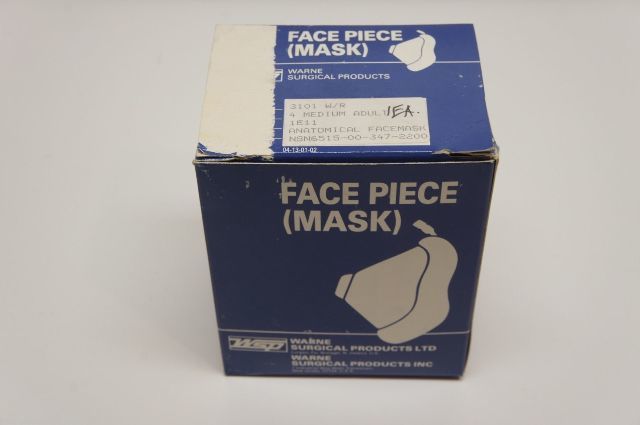 FACE PIECE
(MASK)
WARNE
SURGICAL PRODUCTS
3101 W/R
4 MEDIUM ADULT 1EA.
1E11
ANATOMICAL FACEMASK
NSN6515-00-347-2200
04-13-01-02
FACE PIECE
(MASK)
WSP
WARNE
SURGICAL PRODUCTS LTD
WARNE
SURGICAL PRODUCTS INC